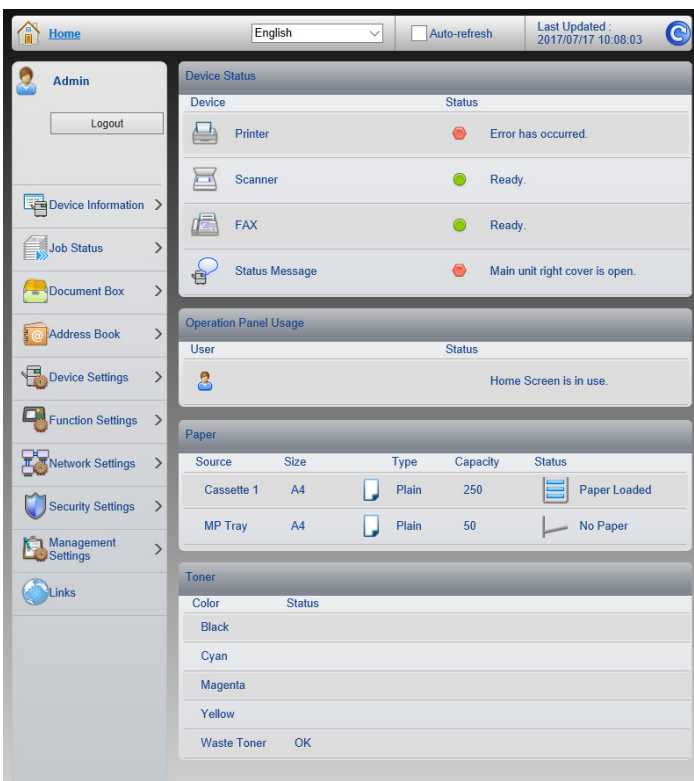 Home
English
Auto-refresh
Last Updated :
2017/07/17 10:08:03
Admin
Logout
Device Information
Job Status
Document Box
Address Book
Device Settings
Function Settings
Network Settings
Security Settings
Management
Settings
Links
Device Status
Device Status
Printer Error has occurred.
Scanner Ready.
FAX Ready.
Status Message Main unit right cover is open.
Operation Panel Usage
User Status
Home Screen is in use.
Paper
Source Size Type Capacity Status
Cassette 1 A4 Plain 250 Paper Loaded
MP Tray A4 Plain 50 No Paper
Toner
Color Status
Black
Cyan
Magenta
Yellow
Waste Toner OK